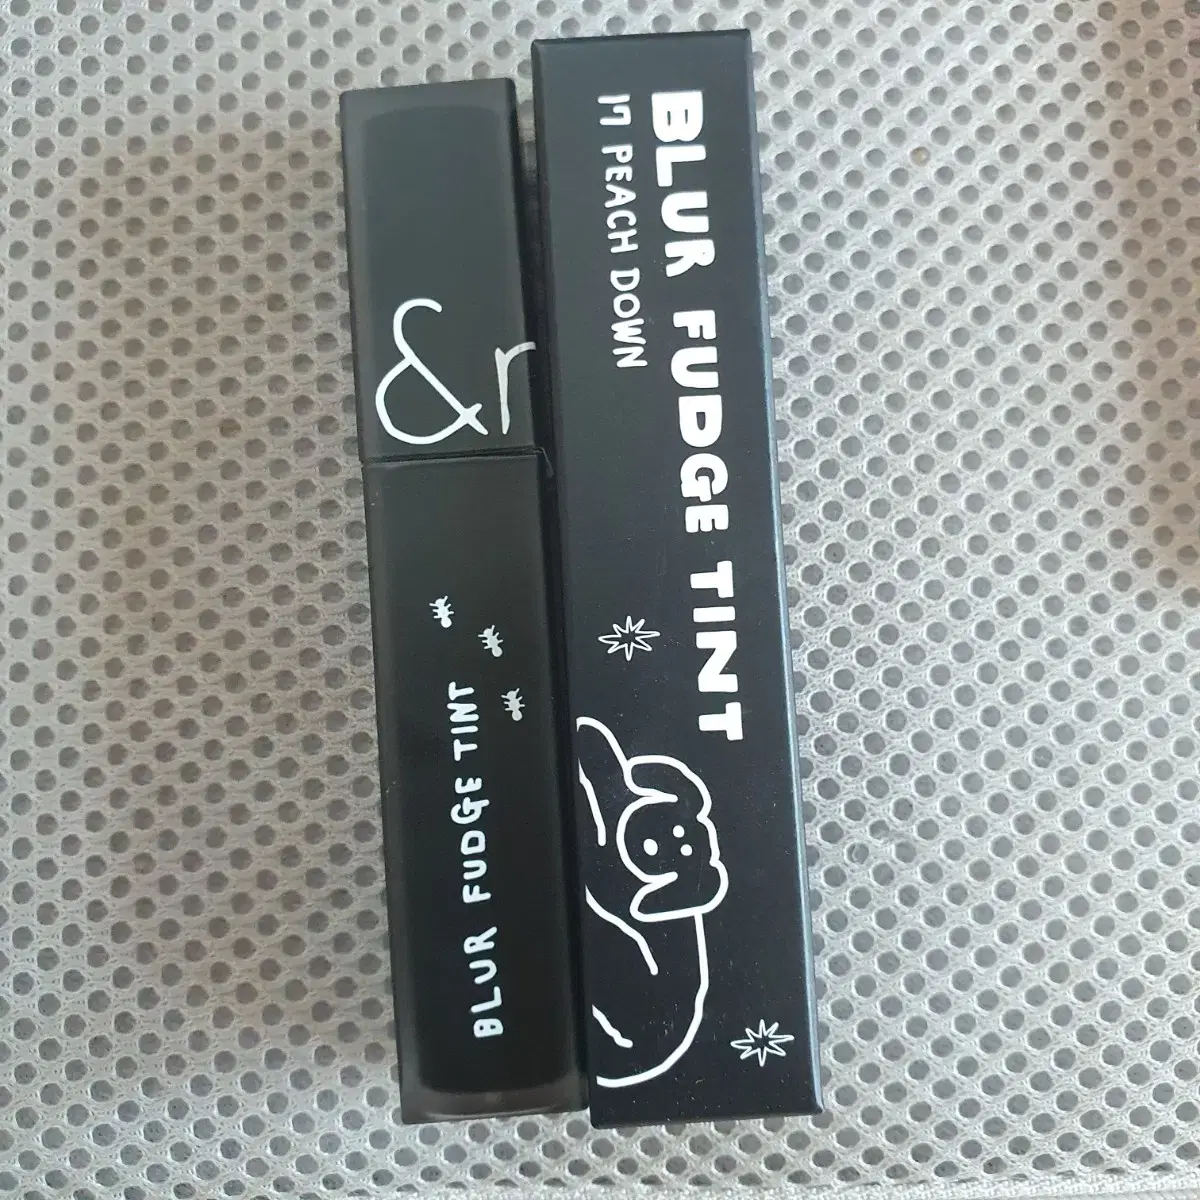 &r
BLUR FUDGE TINT
BLUR FUDGE TINT
17 PEACH DOWN